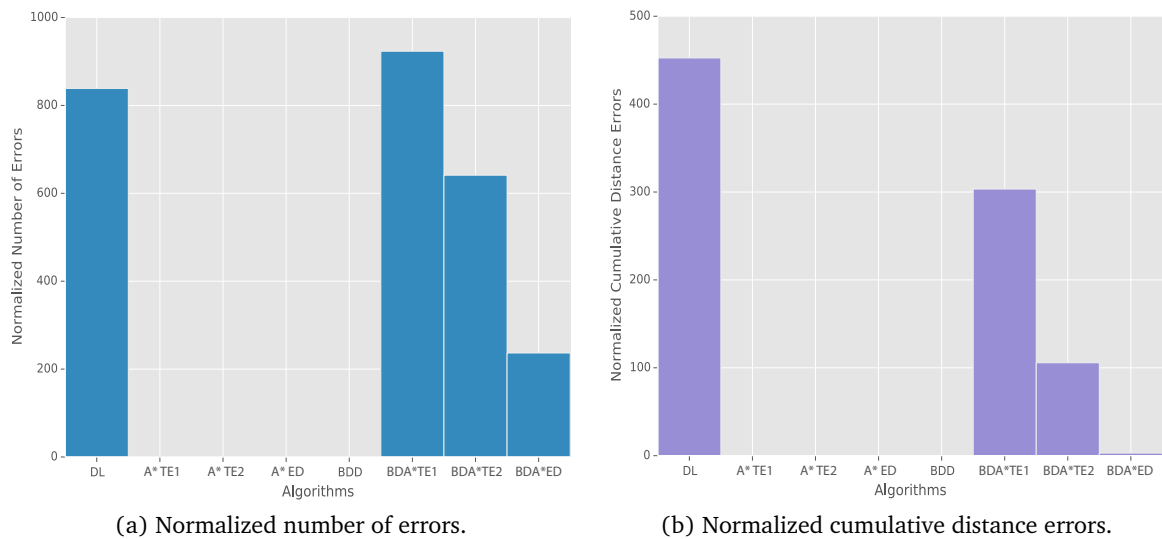 1000
800
600
400
200
0
Normalized Number of Errors
DL A* TE1 A* TE2 A* ED BDD BDA*TE1 BDA*TE2 BDA*ED
Algorithms
(a) Normalized number of errors.
500
400
300
200
100
0
Normalized Cumulative Distance Errors
DL A* TE1 A* TE2 A* ED BDD BDA*TE1 BDA*TE2 BDA*ED
Algorithms
(b) Normalized cumulative distance errors.